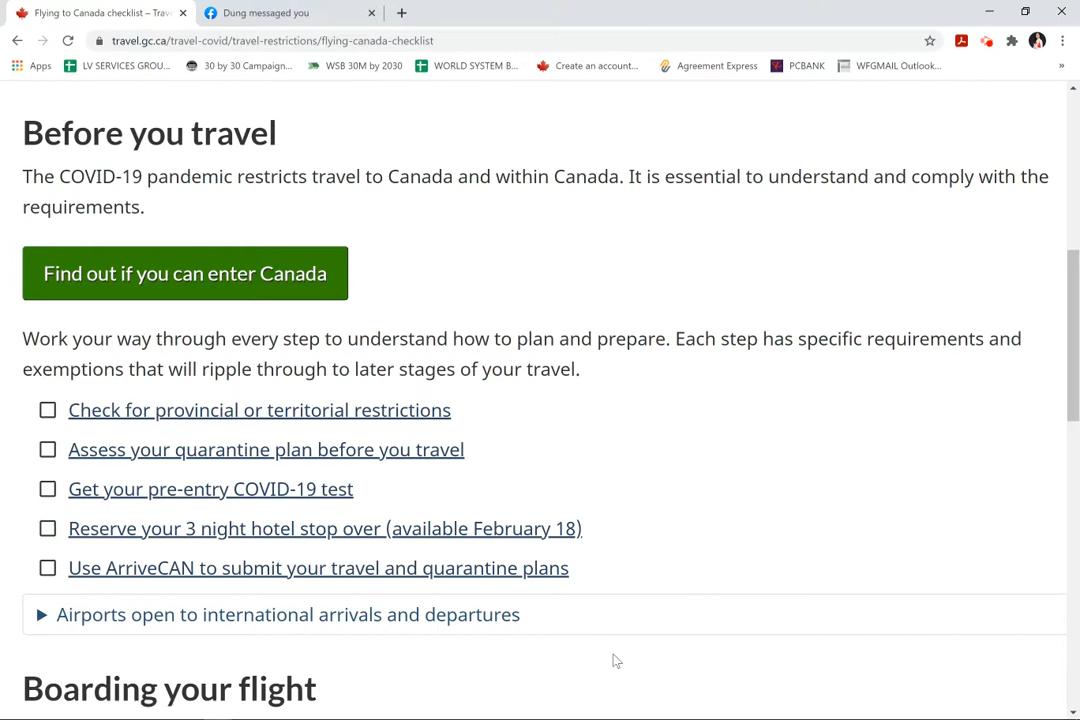 Flying to Canada checklist – Trav
Dung messaged you
travel.gc.ca/travel-covid/travel-restrictions/flying-canada-checklist
Apps
LV SERVICES GROU...
30 by 30 Campaign...
WSB 30M by 2030
WORLD SYSTEM B...
Create an account...
Agreement Express
PCBANK
WFGMAIL Outlook...
»
Before you travel
The COVID-19 pandemic restricts travel to Canada and within Canada. It is essential to understand and comply with the
requirements.
Find out if you can enter Canada
Work your way through every step to understand how to plan and prepare. Each step has specific requirements and
exemptions that will ripple through to later stages of your travel.
Check for provincial or territorial restrictions
Assess your quarantine plan before you travel
Get your pre-entry COVID-19 test
Reserve your 3 night hotel stop over (available February 18)
Use ArriveCAN to submit your travel and quarantine plans
Airports open to international arrivals and departures
Boarding your flight